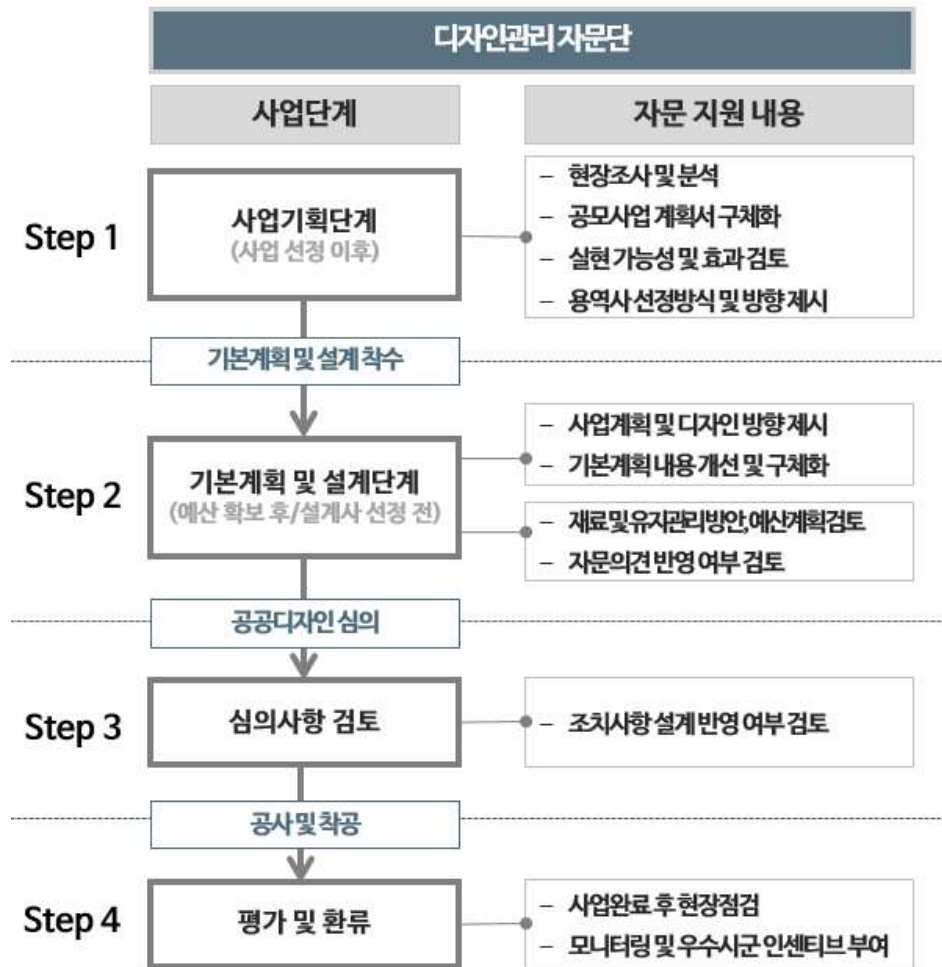 디자인관리 자문단
사업단계
자문 지원 내용
Step 1
사업기획단계
(사업 선정 이후)
– 현장조사 및 분석
– 공모사업 계획서 구체화
– 실현 가능성 및 효과 검토
– 용역사 선정방식 및 방향 제시
기본계획 및 설계 착수
Step 2
기본계획 및 설계단계
(예산 확보 후/설계사 선정 전)
– 사업계획 및 디자인 방향 제시
– 기본계획 내용 개선 및 구체화
– 재료 및 유지관리방안,예산계획검토
– 자문의견 반영 여부 검토
공공디자인 심의
Step 3
심의사항 검토
– 조치사항 설계 반영 여부 검토
공사 및 착공
Step 4
평가 및 환류
– 사업완료 후 현장점검
– 모니터링 및 우수시군 인센티브 부여